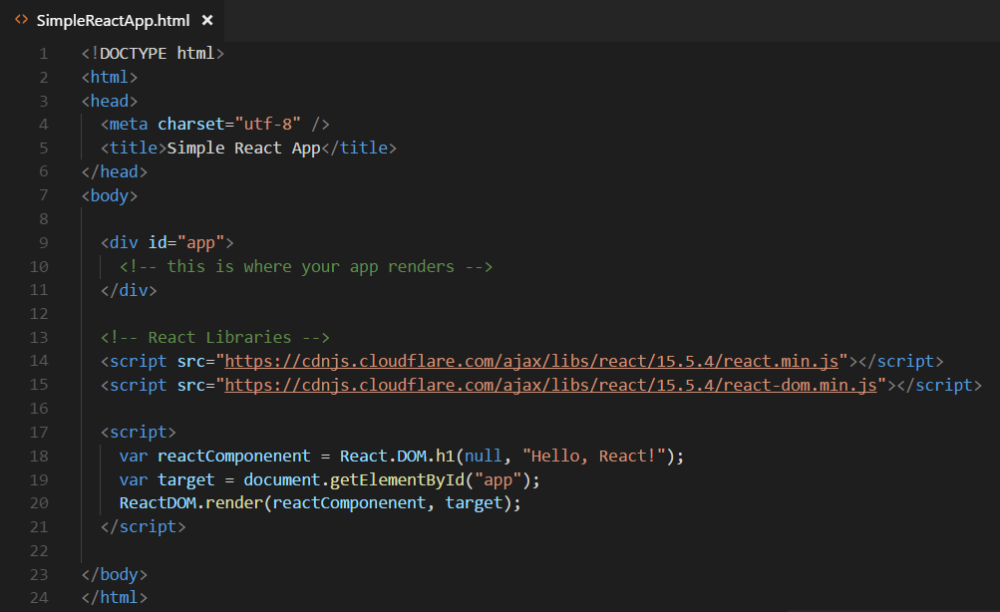 <> SimpleReactApp.html ×
1 <!DOCTYPE html>
2 <html>
3 <head>
4 <meta charset="utf-8" />
5 <title>Simple React App</title>
6 </head>
7 <body>
8
9 <div id="app">
10 <!-- this is where your app renders -->
11 </div>
12
13 <!-- React Libraries -->
14 <script src="https://cdnjs.cloudflare.com/ajax/libs/react/15.5.4/react.min.js"></script>
15 <script src="https://cdnjs.cloudflare.com/ajax/libs/react/15.5.4/react-dom.min.js"></script>
16
17 <script>
18 var reactComponenent = React.DOM.h1(null, "Hello, React!");
19 var target = document.getElementById("app");
20 ReactDOM.render(reactComponenent, target);
21 </script>
22
23 </body>
24 </html>